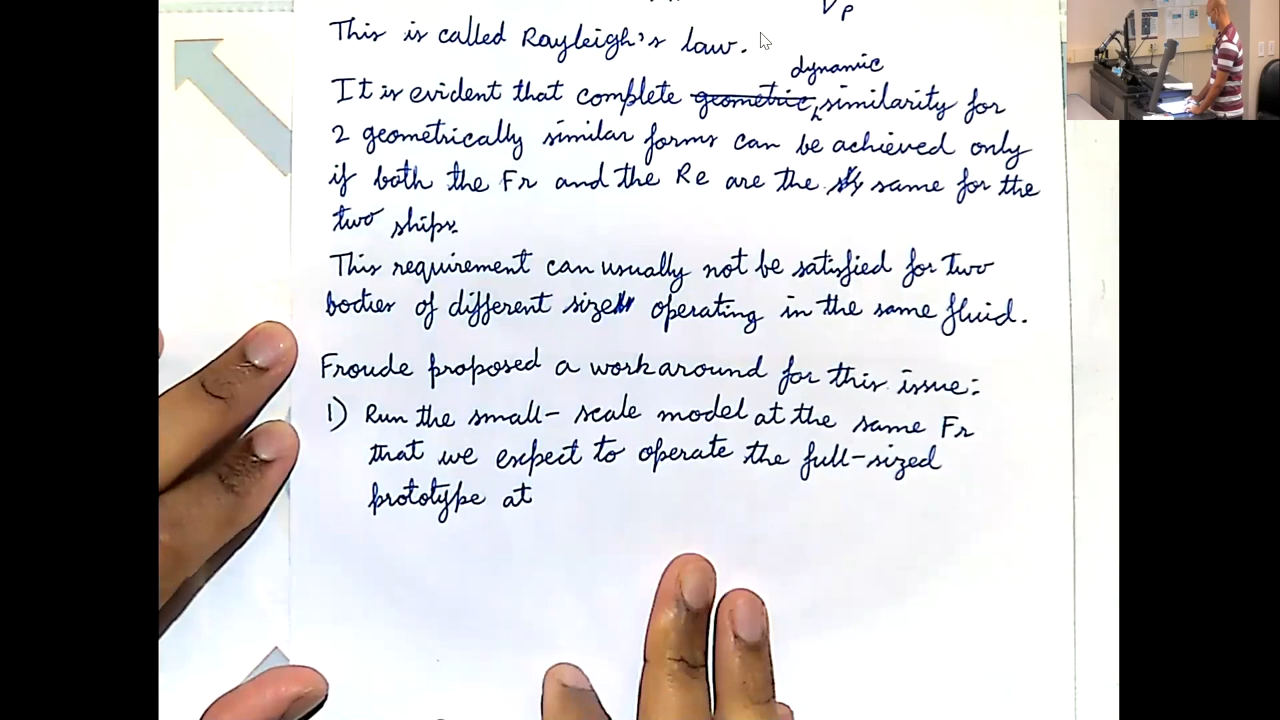 V_P
This is called Rayleigh's law.
dynamic
It is evident that complete geometric similarity for
2 geometrically similar forms can be achieved only
if both the Fr and the Re are the same for the
two ships.
This requirement can usually not be satisfied for two
bodies of different size operating in the same fluid.
Froude proposed a workaround for this issue:
1) Run the small-scale model at the same Fr
that we expect to operate the full-sized
prototype at